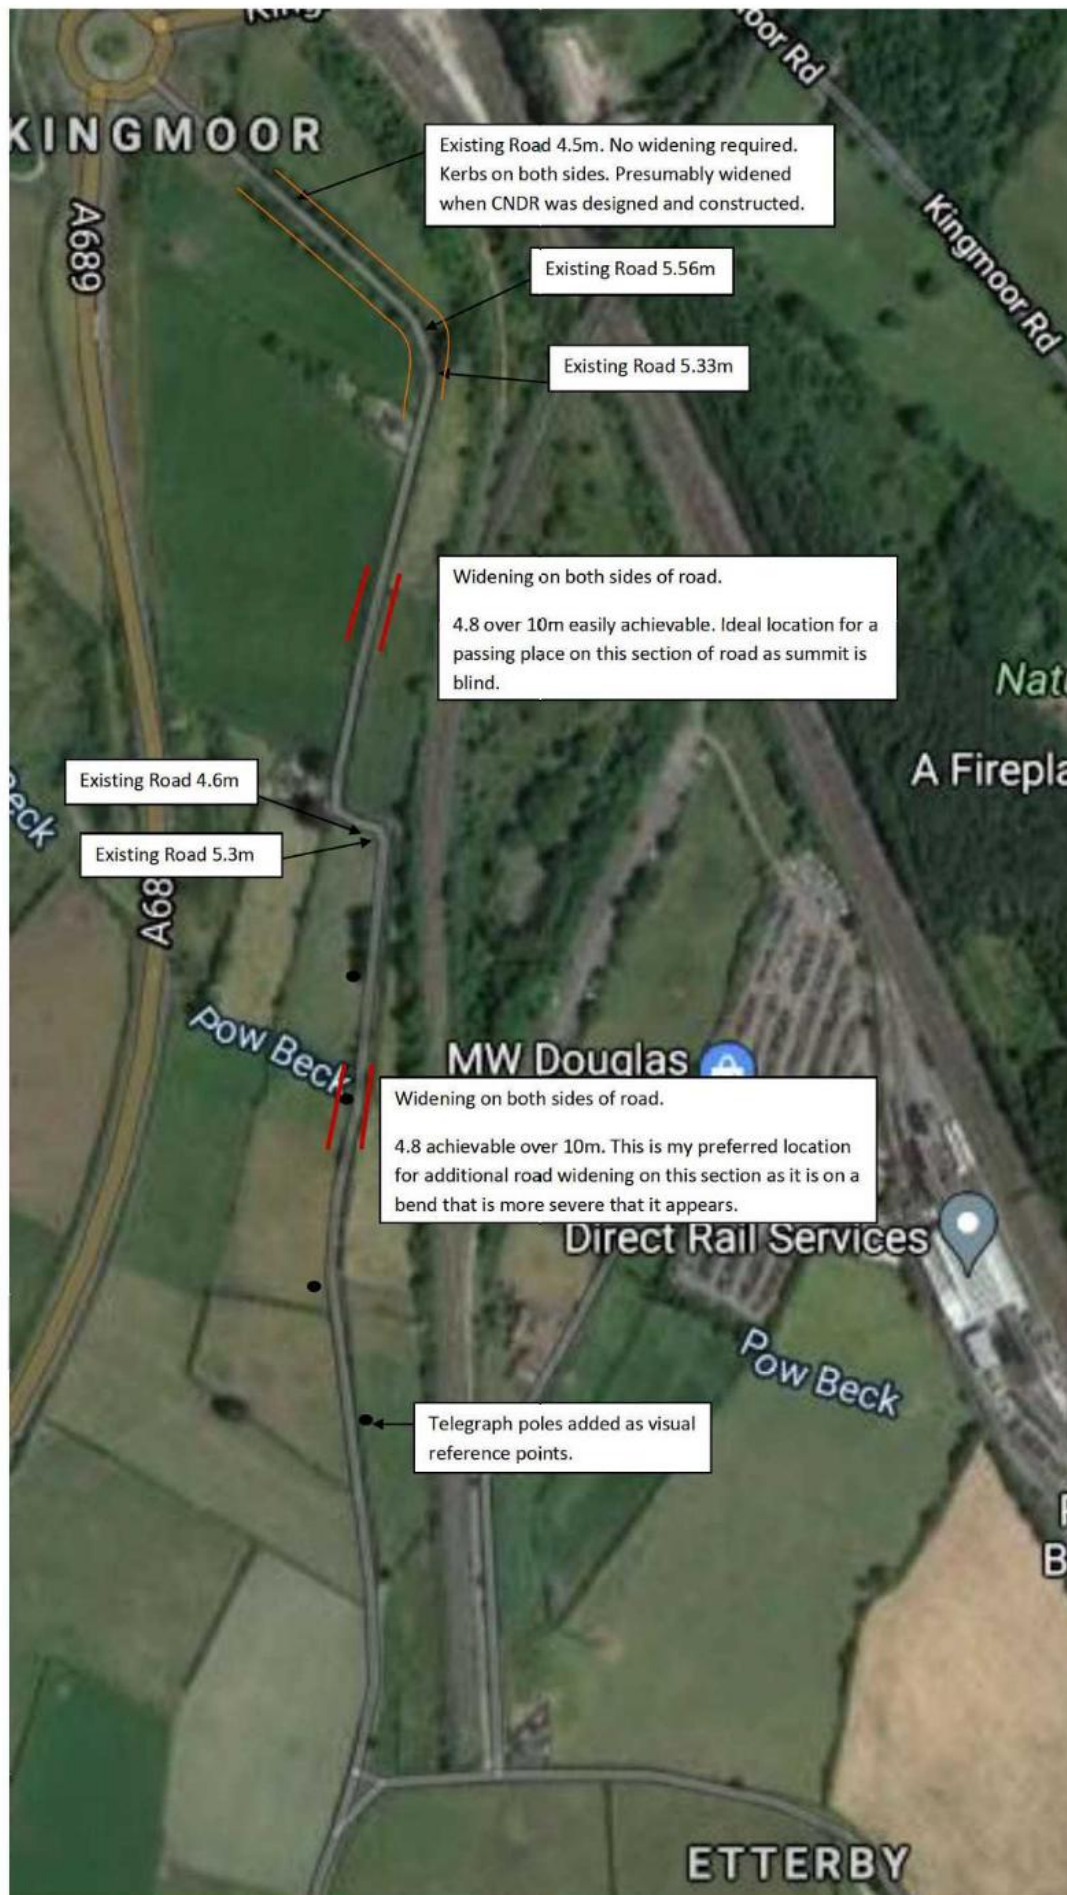 KINGMOOR
Existing Road 4.5m. No widening required.
Kerbs on both sides. Presumably widened
when CNDR was designed and constructed.
Kingmoor Rd
A689
Existing Road 5.56m
Existing Road 5.33m
Widening on both sides of road.
4.8 over 10m easily achievable. Ideal location for a
passing place on this section of road as summit is
blind.
Existing Road 4.6m
Existing Road 5.3m
Pow Beck
MW Douglas
Widening on both sides of road.
4.8 achievable over 10m. This is my preferred location
for additional road widening on this section as it is on a
bend that is more severe that it appears.
Direct Rail Services
Pow Beck
Telegraph poles added as visual
reference points.
ETTERBY